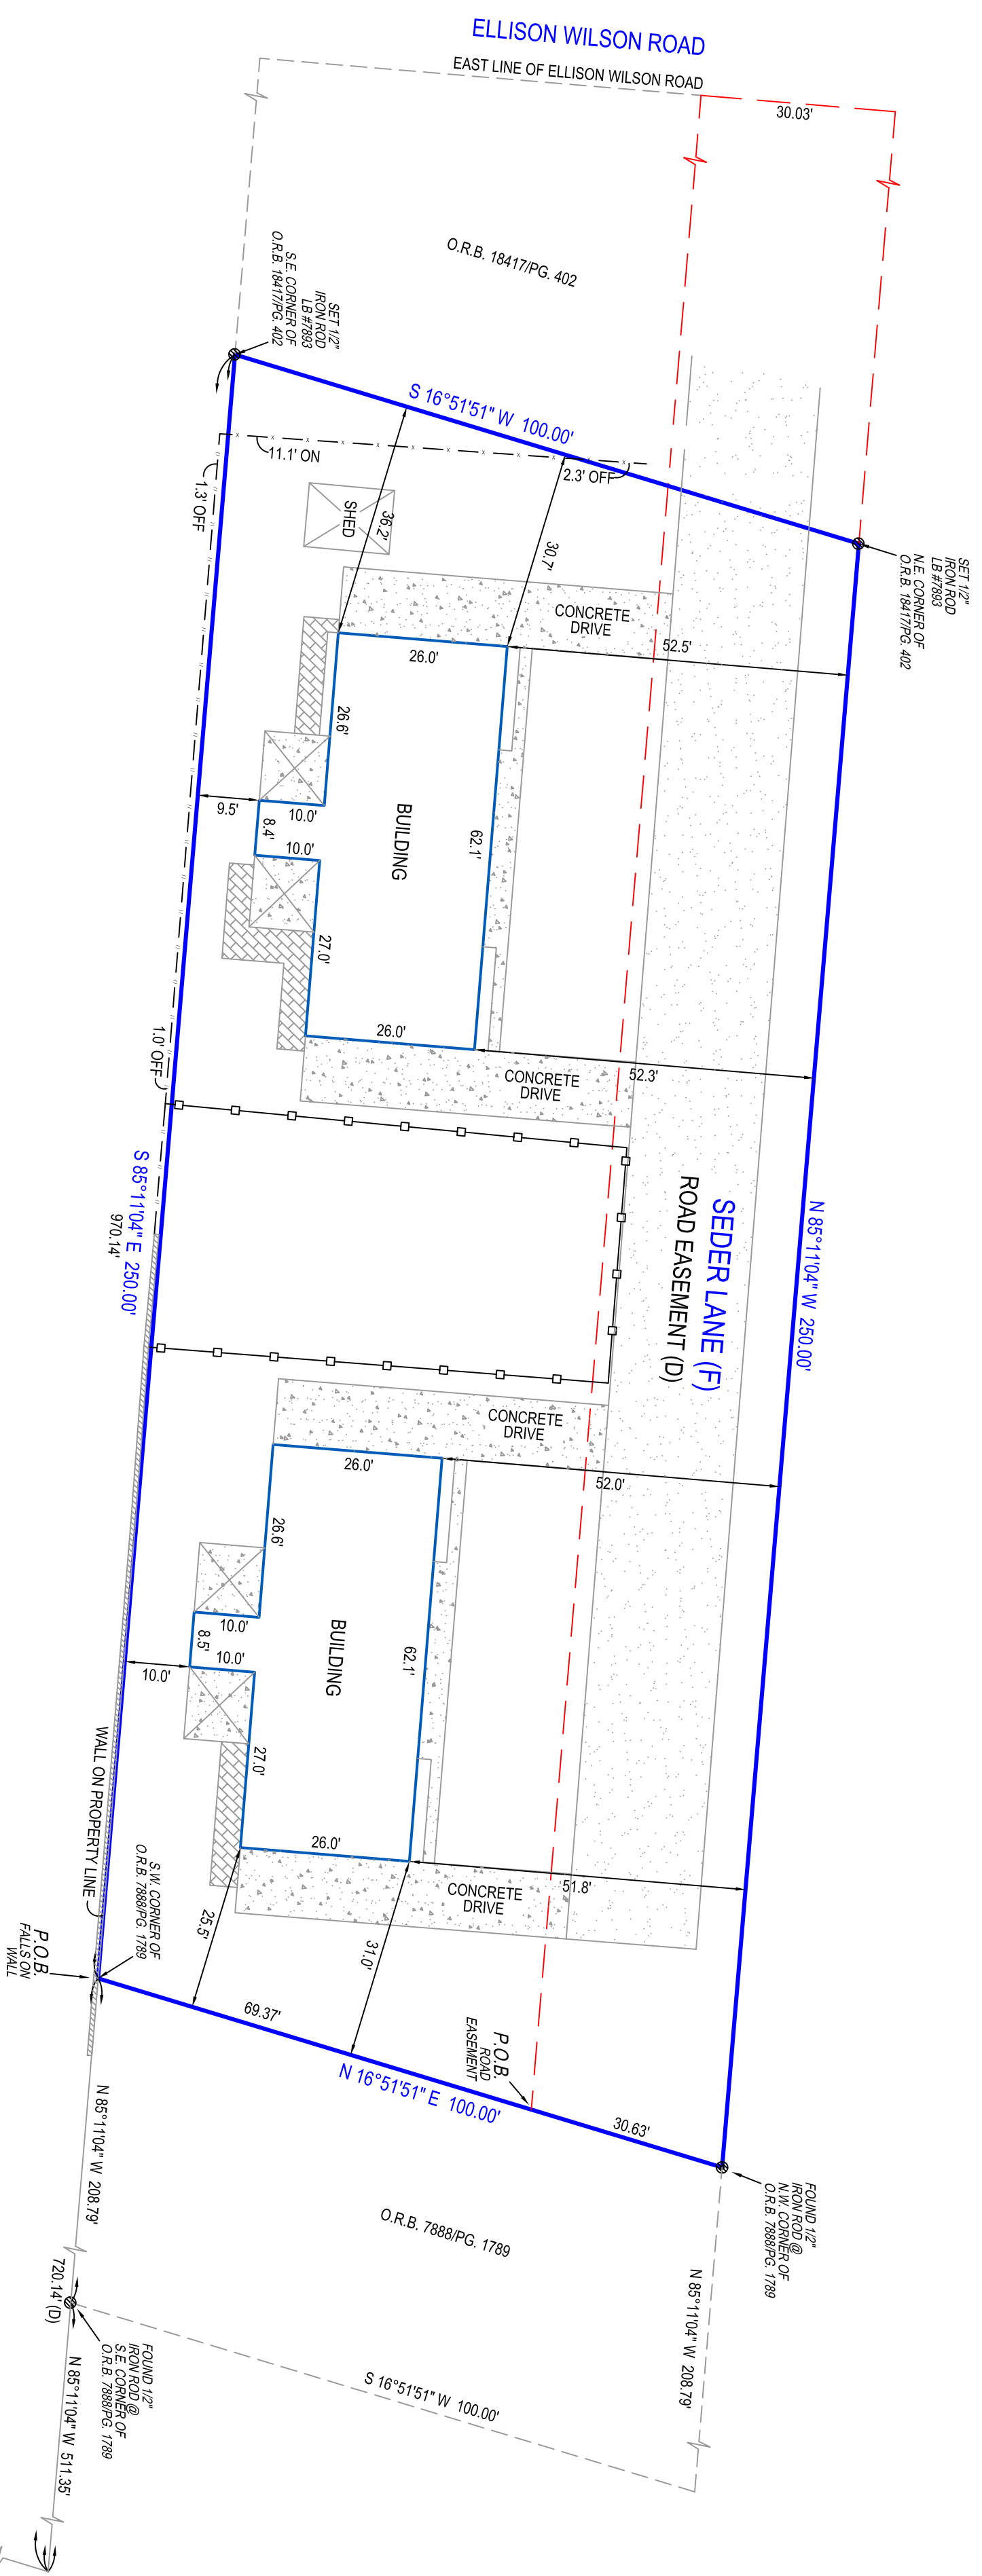 ELLISON WILSON ROAD
EAST LINE OF ELLISON WILSON ROAD
30.03'
O.R.B. 18417/PG. 402
SET 1/2"
IRON ROD
LB #7893
S.E. CORNER OF
O.R.B. 18417/PG. 402
S 16°51'51" W 100.00'
SET 1/2"
IRON ROD
LB #7893
N.E. CORNER OF
O.R.B. 18417/PG. 402
11.1' ON
2.3' OFF
1.3' OFF
SHED
36.2'
30.7'
CONCRETE
DRIVE
52.5'
26.0'
26.6'
BUILDING
62.1'
9.5'
10.0'
8.4'
10.0'
27.0'
26.0'
52.3'
CONCRETE
DRIVE
1.0' OFF
S 85°11'04" E 250.00'
970.14'
SEDER LANE (F)
ROAD EASEMENT (D)
N 85°11'04" W 250.00'
CONCRETE
DRIVE
26.0'
52.0'
26.6'
BUILDING
62.1'
10.0'
8.5'
10.0'
10.0'
27.0'
26.0'
51.8'
CONCRETE
DRIVE
WALL ON PROPERTY LINE
S.W. CORNER OF
O.R.B. 7888/PG. 1789
P.O.B.
FALLS ON
WALL
25.5'
31.0'
69.37'
P.O.B.
ROAD
EASEMENT
N 16°51'51" E 100.00'
30.63'
FOUND 1/2"
IRON ROD @
N.W. CORNER OF
O.R.B. 7888/PG. 1789
N 85°11'04" W 208.79'
O.R.B. 7888/PG. 1789
N 85°11'04" W 208.79'
720.14' (D)
FOUND 1/2"
IRON ROD @
S.E. CORNER OF
O.R.B. 7888/PG. 1789
S 16°51'51" W 100.00'
N 85°11'04" W 511.35'